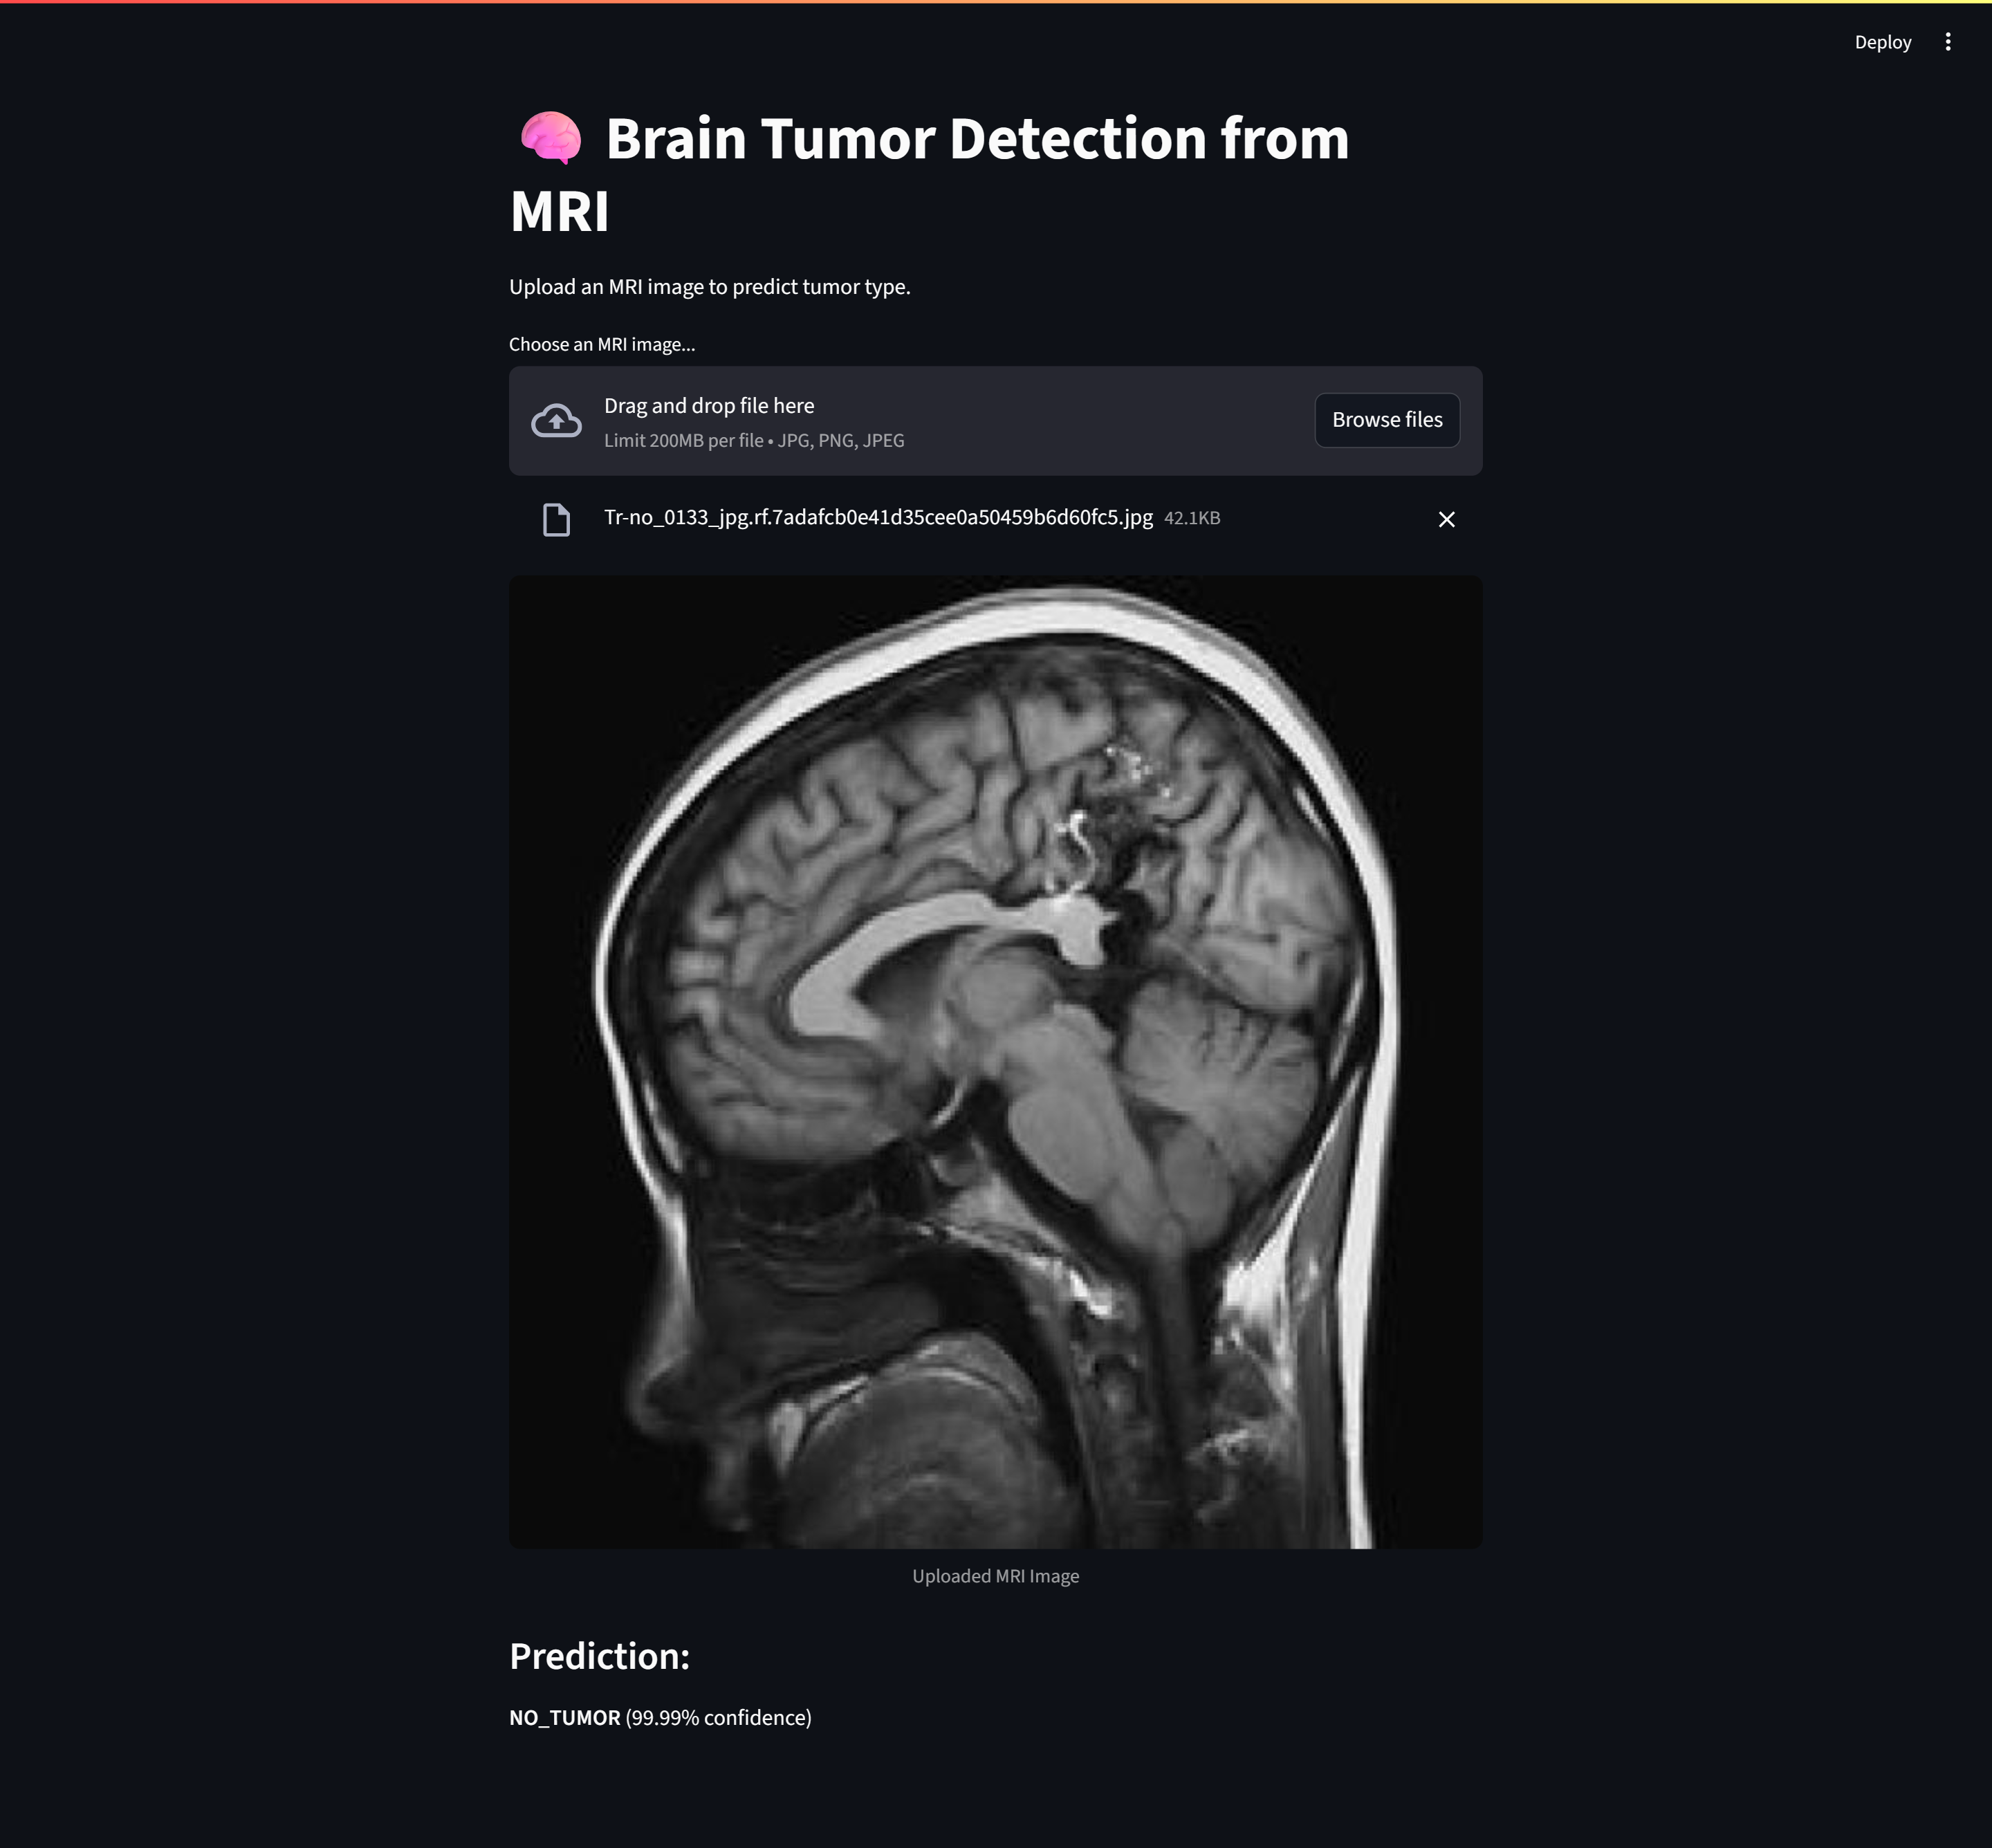 Deploy
🧠 Brain Tumor Detection from
MRI
Upload an MRI image to predict tumor type.
Choose an MRI image...
Drag and drop file here
Limit 200MB per file • JPG, PNG, JPEG
Browse files
Tr-no_0133_jpg.rf.7adafcb0e41d35cee0a50459b6d60fc5.jpg 42.1KB
Uploaded MRI Image
Prediction:
NO_TUMOR (99.99% confidence)